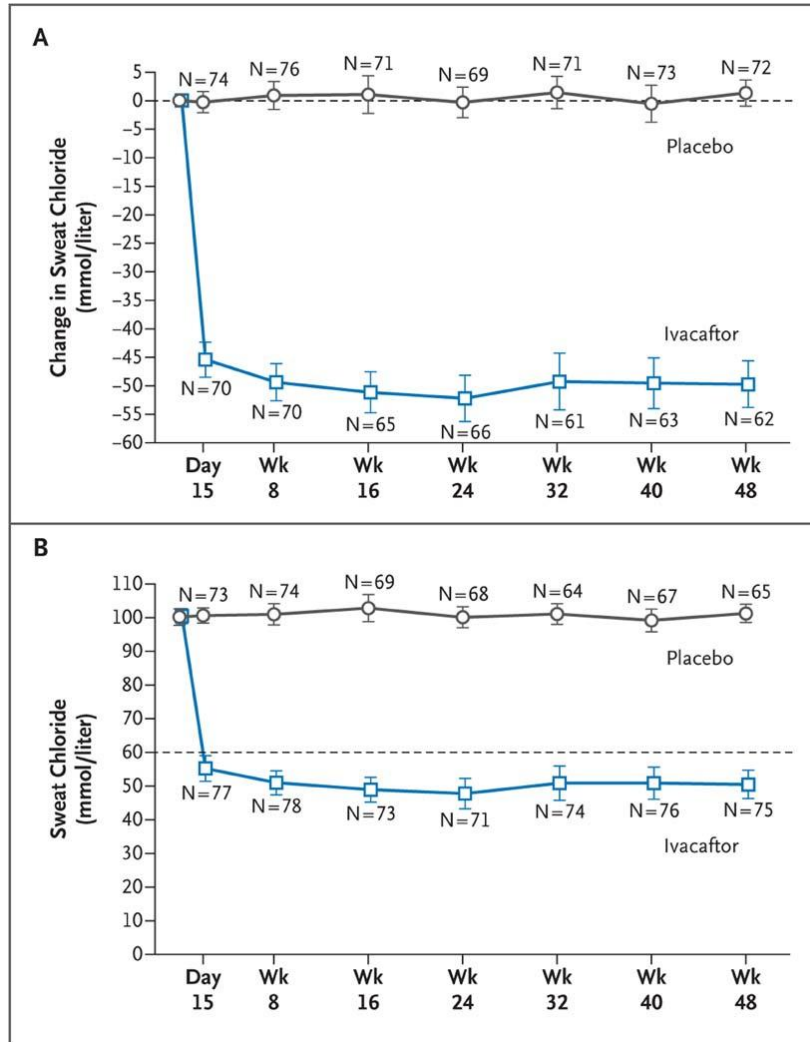 A
Change in Sweat Chloride
(mmol/liter)
5
0
−5
−10
−15
−20
−25
−30
−35
−40
−45
−50
−55
−60
N=74
N=76
N=71
N=69
N=71
N=73
N=72
Placebo
Ivacaftor
N=70
N=70
N=65
N=66
N=61
N=63
N=62
Day Wk Wk Wk Wk Wk Wk
15 8 16 24 32 40 48
B
Sweat Chloride
(mmol/liter)
110
100
90
80
70
60
50
40
30
20
10
0
N=73
N=74
N=69
N=68
N=64
N=67
N=65
Placebo
N=77
N=78
N=73
N=71
N=74
N=76
N=75
Ivacaftor
Day Wk Wk Wk Wk Wk Wk
15 8 16 24 32 40 48